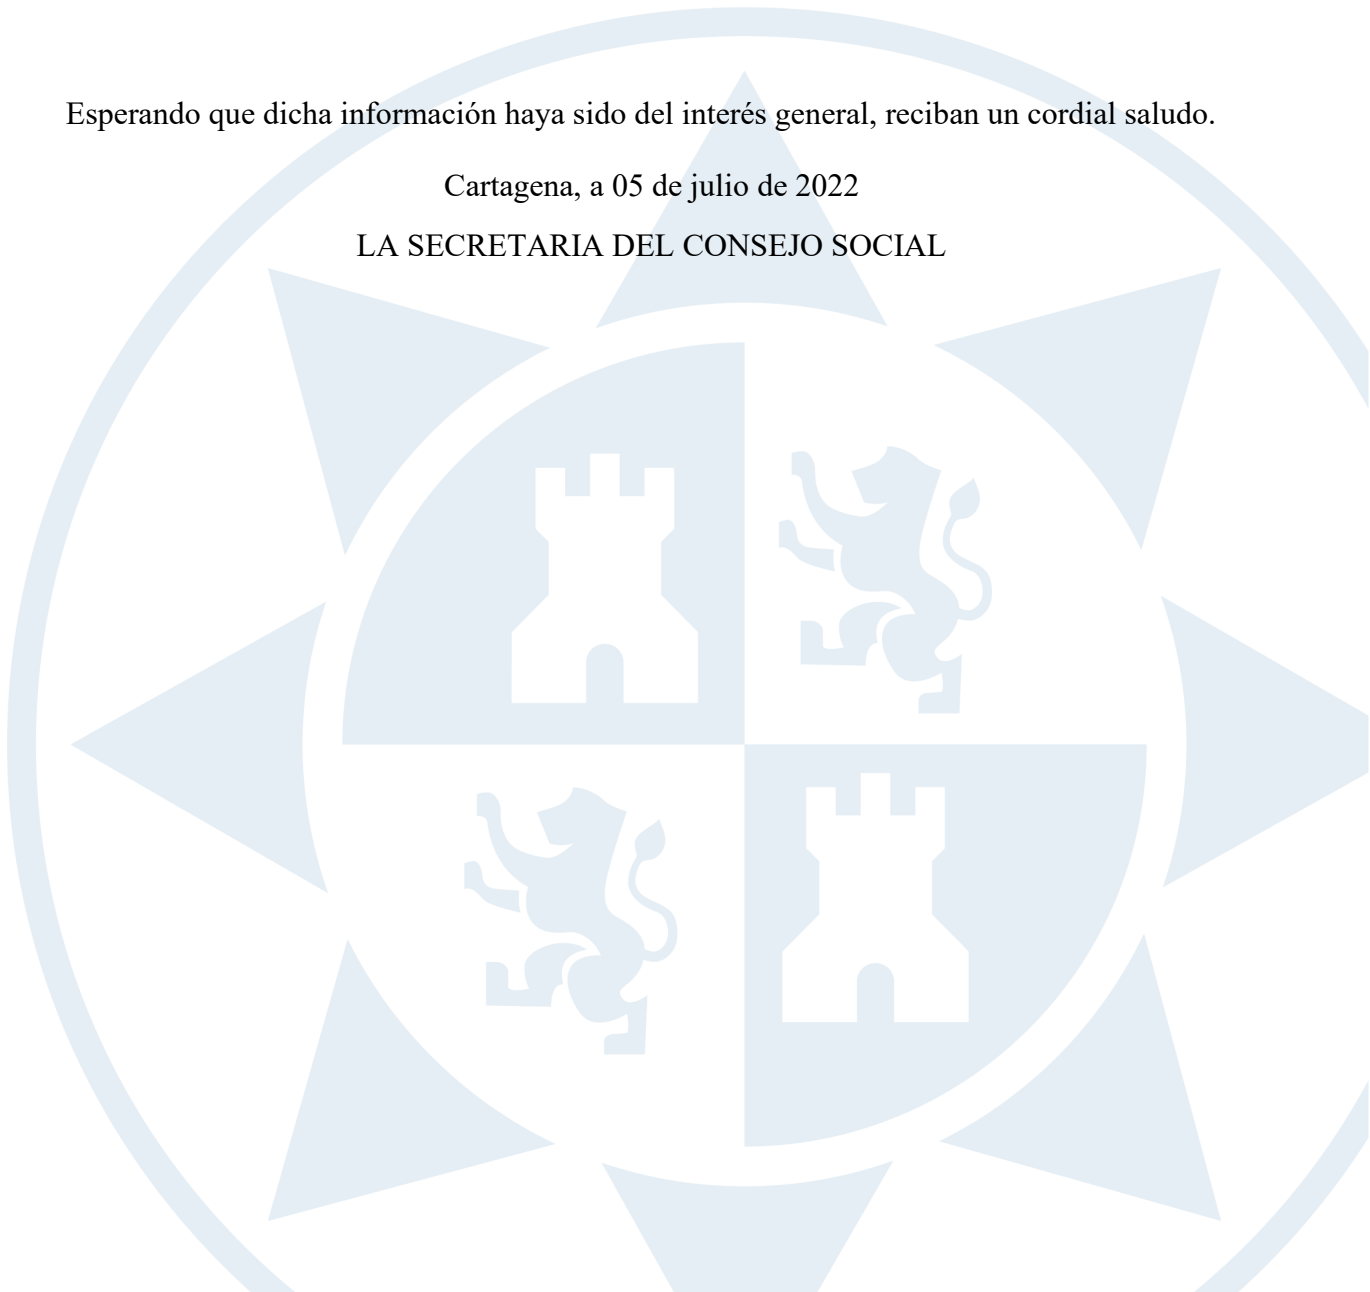 Esperando que dicha información haya sido del interés general, reciban un cordial saludo.
Cartagena, a 05 de julio de 2022
LA SECRETARIA DEL CONSEJO SOCIAL